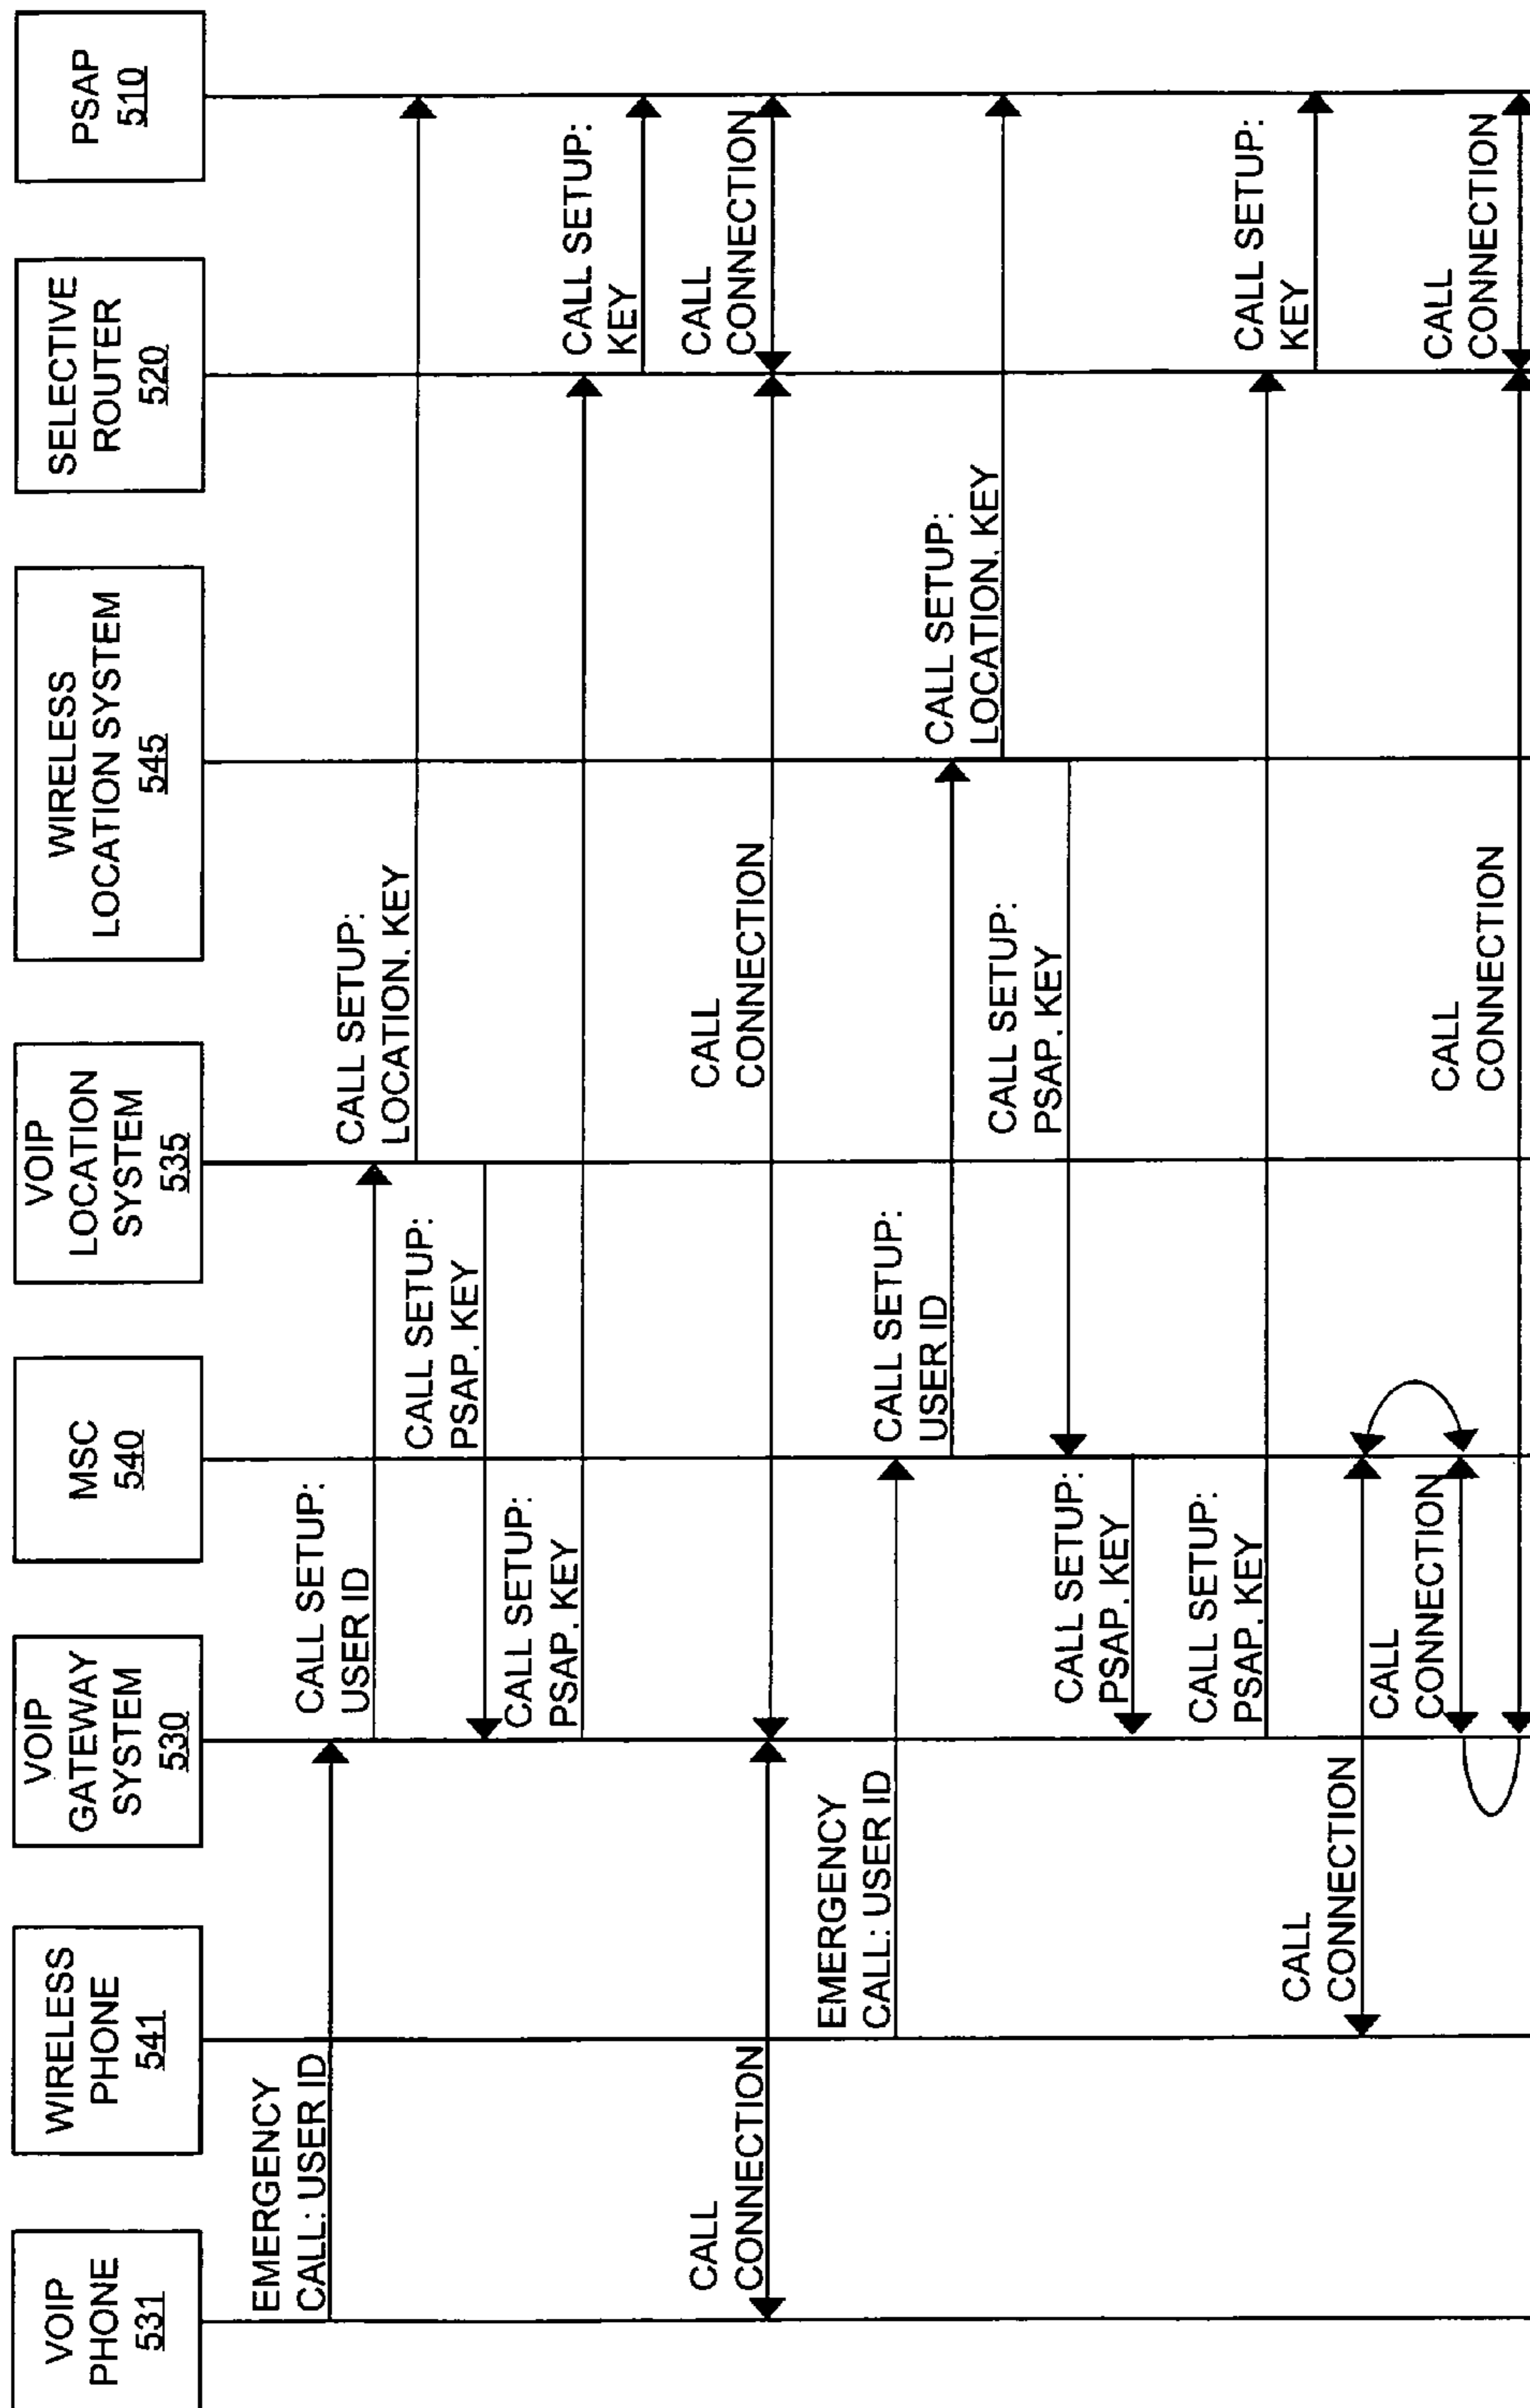 VOIP
PHONE
531
WIRELESS
PHONE
541
VOIP
GATEWAY
SYSTEM
530
MSC
540
VOIP
LOCATION
SYSTEM
535
WIRELESS
LOCATION SYSTEM
545
SELECTIVE
ROUTER
520
PSAP
510
EMERGENCY
CALL: USER ID
CALL SETUP:
USER ID
CALL SETUP:
LOCATION, KEY
CALL SETUP:
PSAP, KEY
CALL SETUP:
PSAP, KEY
CALL SETUP:
KEY
CALL
CONNECTION
CALL
CONNECTION
CALL
CONNECTION
EMERGENCY
CALL: USER ID
CALL SETUP:
USER ID
CALL SETUP:
LOCATION, KEY
CALL SETUP:
PSAP, KEY
CALL SETUP:
PSAP, KEY
CALL SETUP:
PSAP, KEY
CALL SETUP:
KEY
CALL
CONNECTION
CALL
CONNECTION
CALL
CONNECTION
CALL
CONNECTION